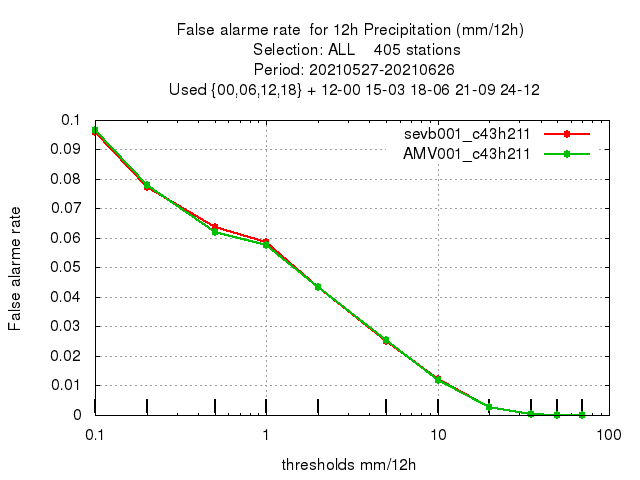 False alarme rate  for 12h Precipitation (mm/12h)
Selection: ALL    405 stations
Period: 20210527-20210626
Used {00,06,12,18} + 12-00 15-03 18-06 21-09 24-12
sevb001_c43h211
AMV001_c43h211
False alarme rate
0.1
0.09
0.08
0.07
0.06
0.05
0.04
0.03
0.02
0.01
0
0.1
1
10
100
thresholds mm/12h